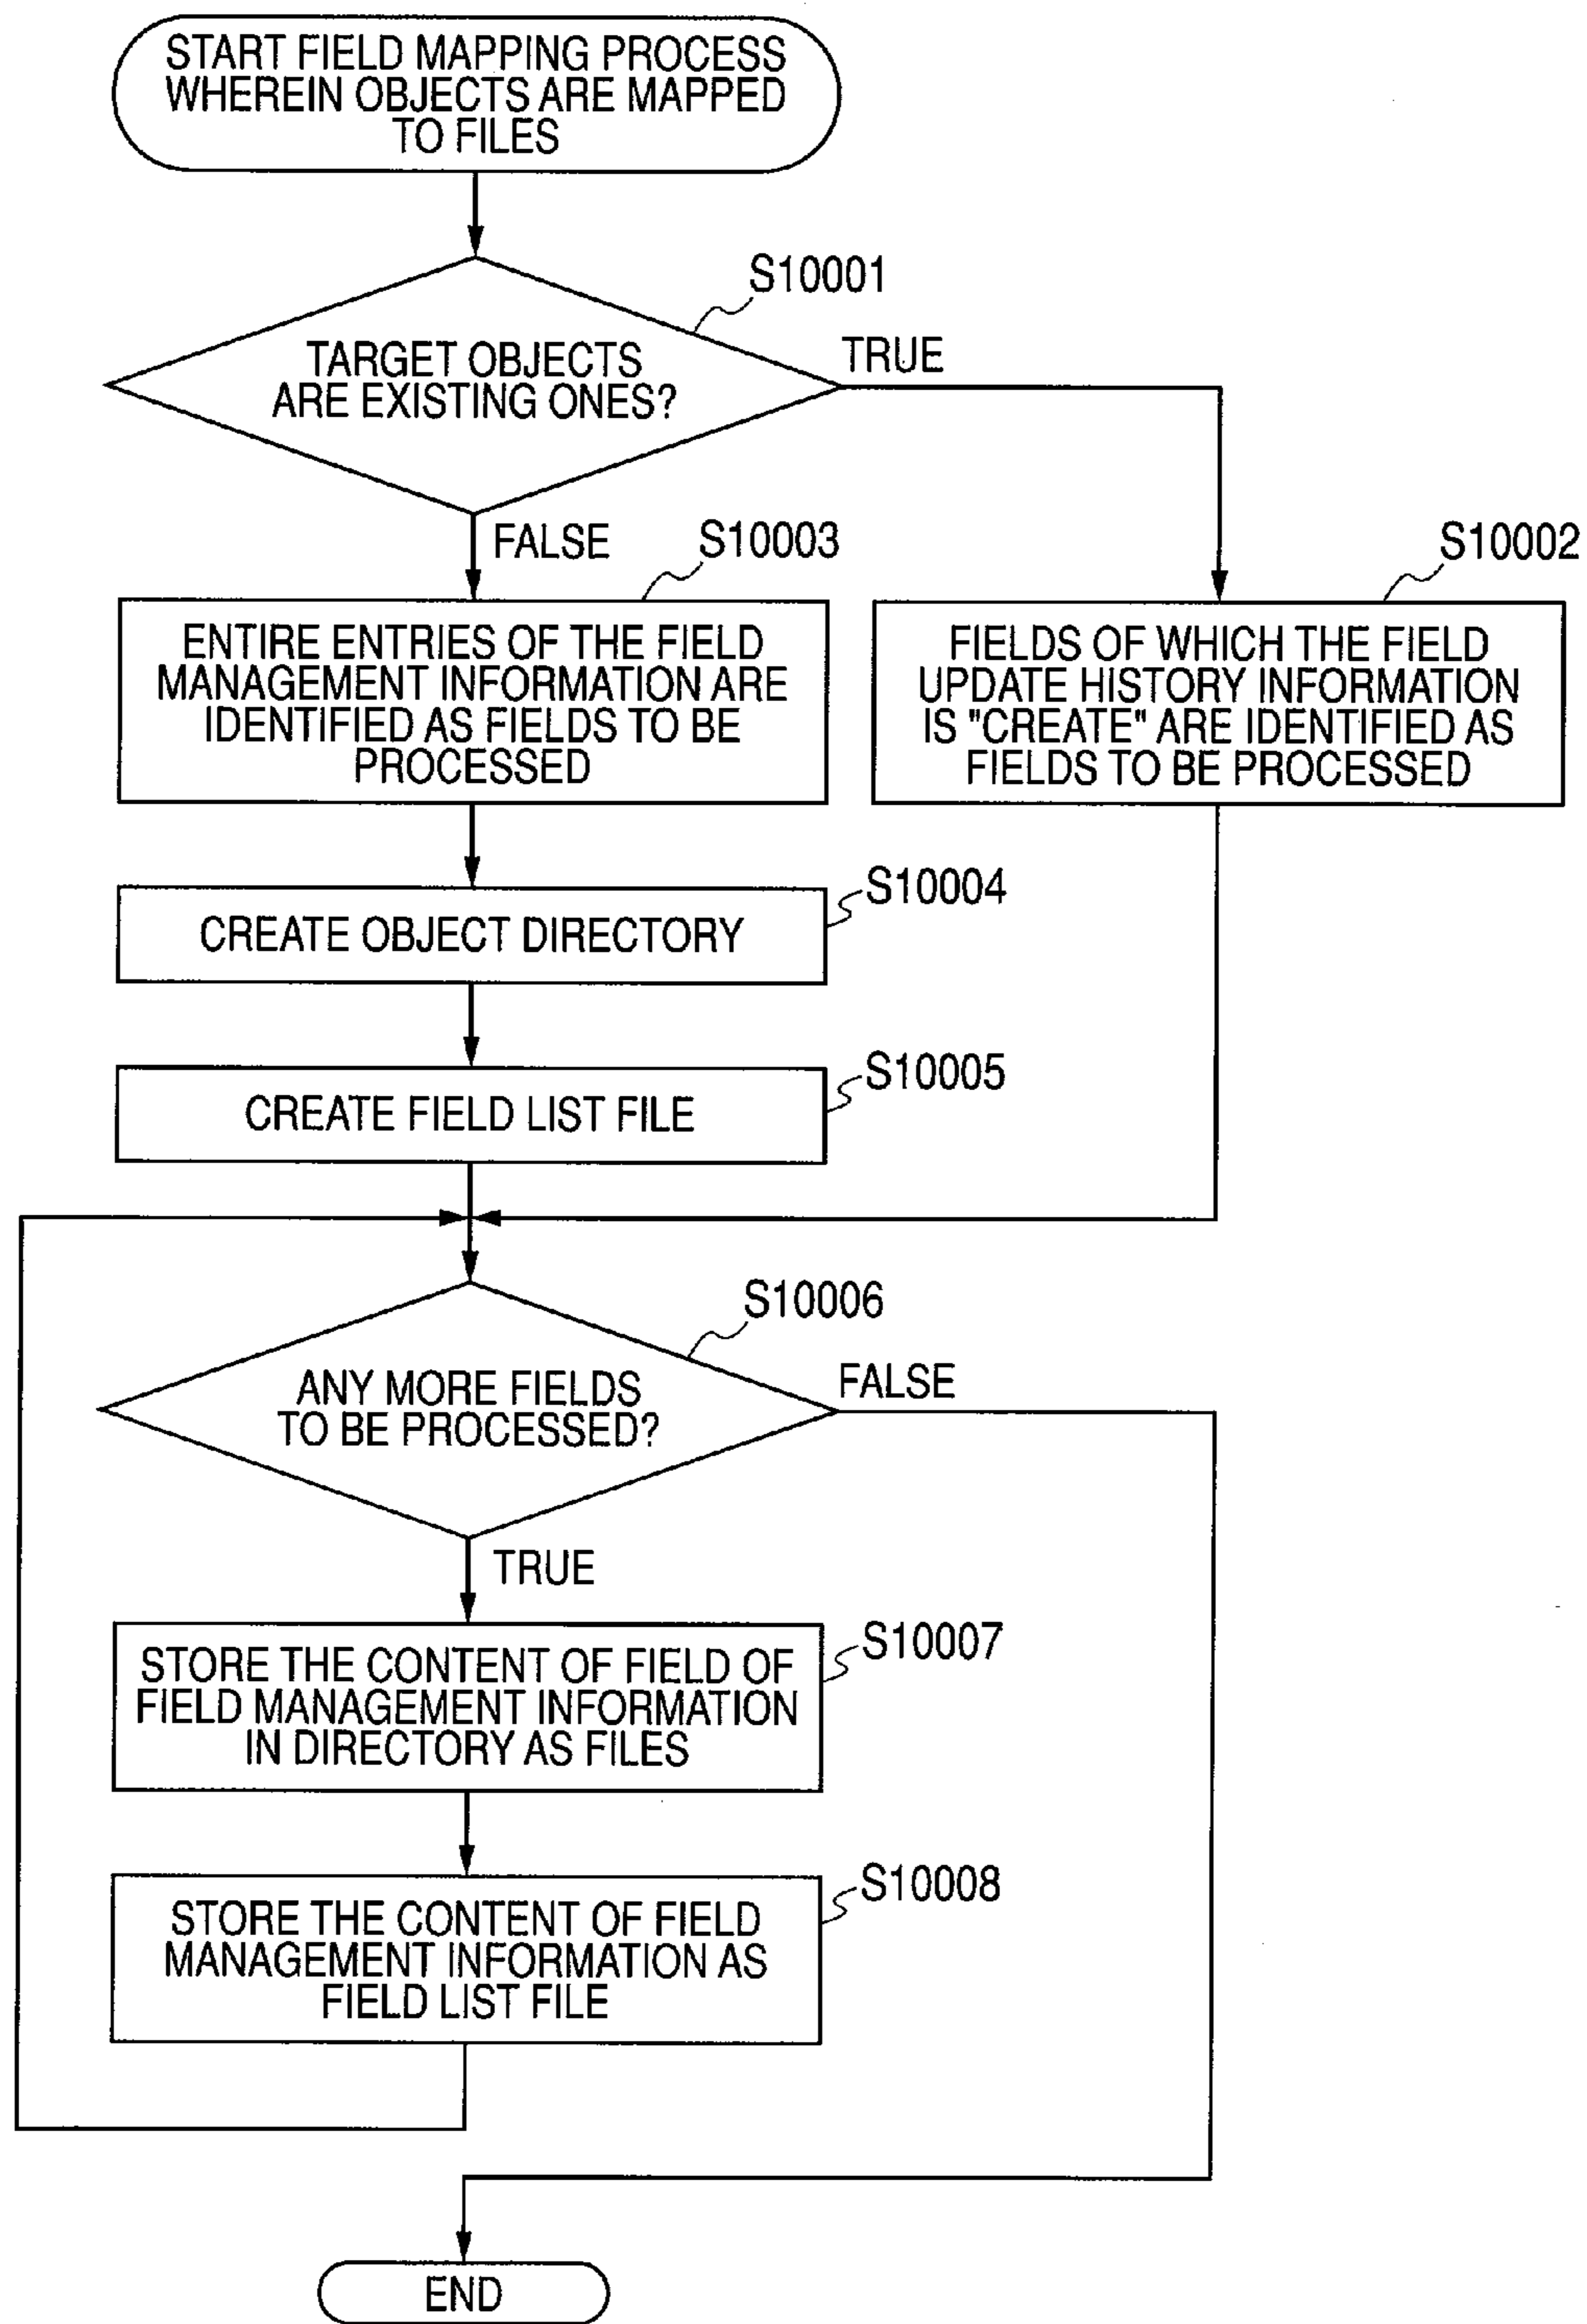 START FIELD MAPPING PROCESS
WHEREIN OBJECTS ARE MAPPED
TO FILES
S10001
TARGET OBJECTS
ARE EXISTING ONES?
TRUE
FALSE
S10003
S10002
ENTIRE ENTRIES OF THE FIELD
MANAGEMENT INFORMATION ARE
IDENTIFIED AS FIELDS TO BE
PROCESSED
FIELDS OF WHICH THE FIELD
UPDATE HISTORY INFORMATION
IS "CREATE" ARE IDENTIFIED AS
FIELDS TO BE PROCESSED
S10004
CREATE OBJECT DIRECTORY
S10005
CREATE FIELD LIST FILE
S10006
ANY MORE FIELDS
TO BE PROCESSED?
FALSE
TRUE
S10007
STORE THE CONTENT OF FIELD OF
FIELD MANAGEMENT INFORMATION
IN DIRECTORY AS FILES
S10008
STORE THE CONTENT OF FIELD
MANAGEMENT INFORMATION AS
FIELD LIST FILE
END